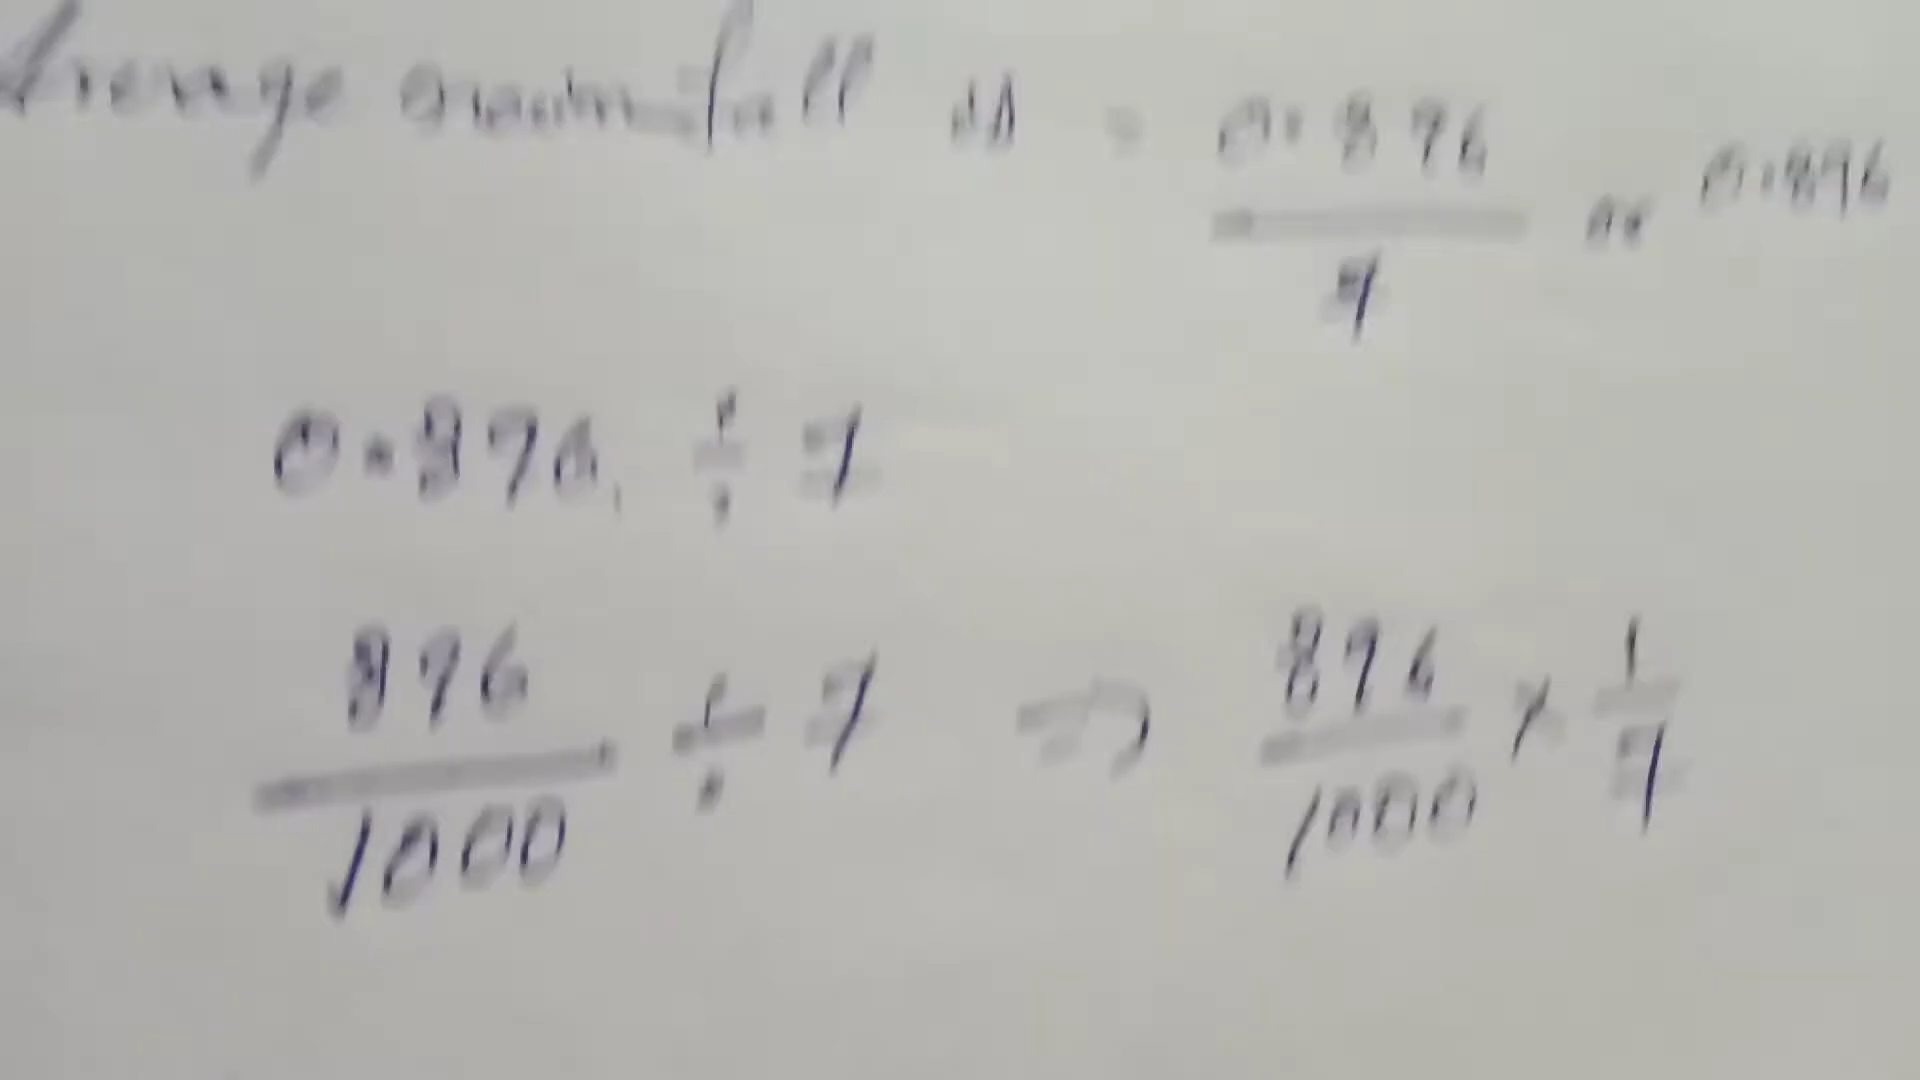 Average rainfall is = 0.896 / 7 or 0.896
0.896 ÷ 7
896/1000 ÷ 7 ⇒ 896/1000 × 1/7